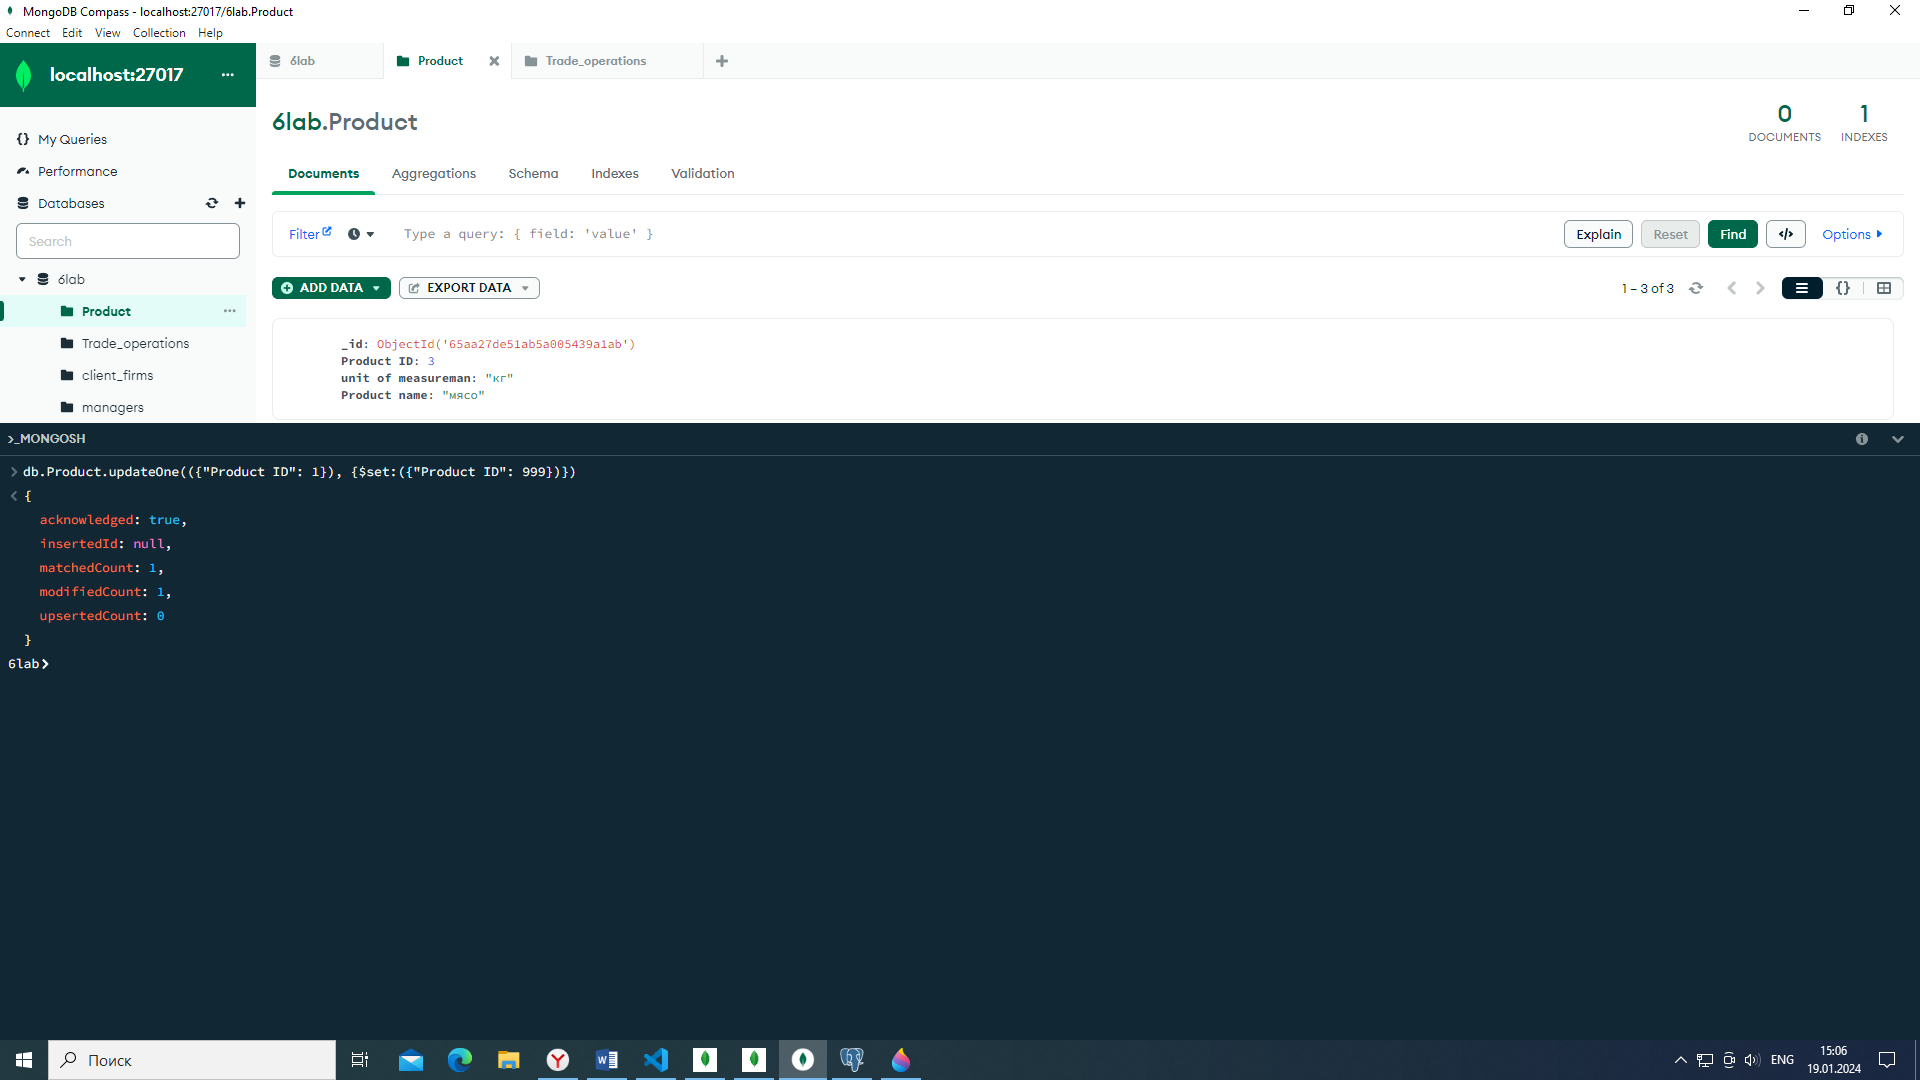 MongoDB Compass - localhost:27017/6lab.Product
Connect Edit View Collection Help
localhost:27017 ...
6lab
Product
Trade_operations
{} My Queries
Performance
Databases
Search
6lab
Product
Trade_operations
client_firms
managers
6lab.Product
0
DOCUMENTS
1
INDEXES
Documents Aggregations Schema Indexes Validation
Filter Type a query: { field: 'value' } Explain Reset Find </> Options
ADD DATA EXPORT DATA 1 – 3 of 3 {}
_id: ObjectId('65aa27de51ab5a005439a1ab')
Product ID: 3
unit of measureman: "кг"
Product name: "мясо"
>_MONGOSH
> db.Product.updateOne(({"Product ID": 1}), {$set:({"Product ID": 999})})
< {
acknowledged: true,
insertedId: null,
matchedCount: 1,
modifiedCount: 1,
upsertedCount: 0
}
6lab>
Поиск
ENG
15:06
19.01.2024